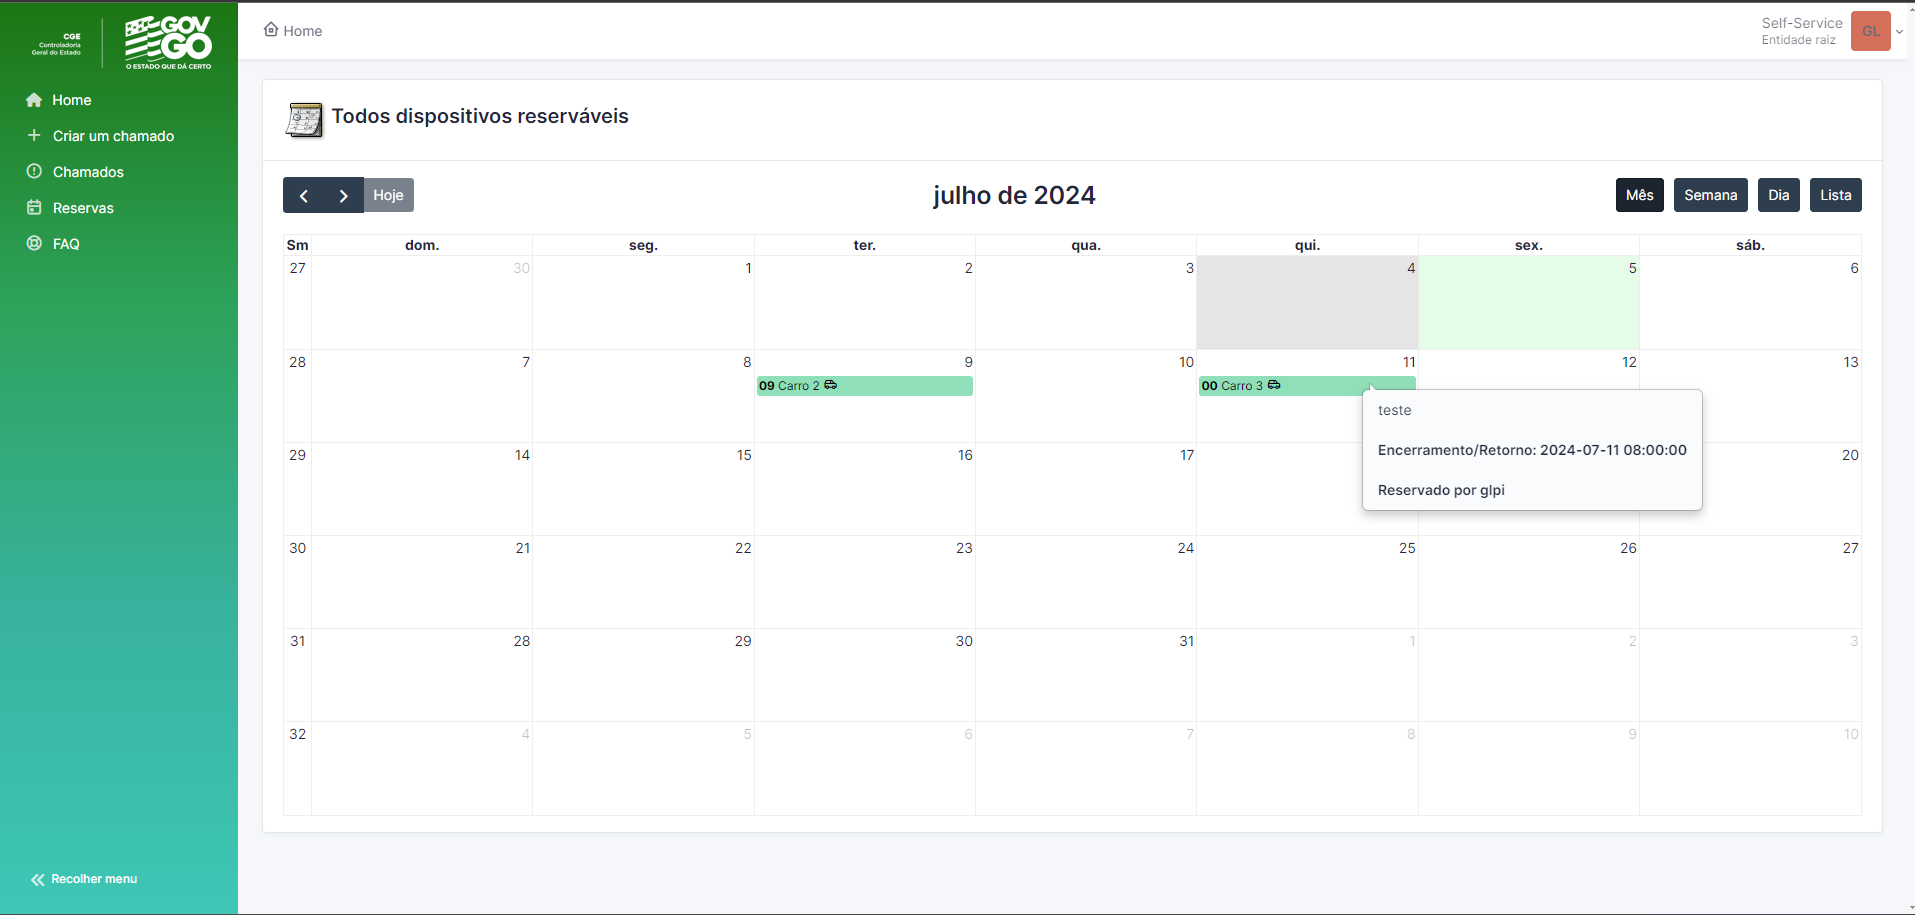 CGE
Controladoria
Geral do Estado
GOV
GO
O ESTADO QUE DÁ CERTO
Home
Criar um chamado
Chamados
Reservas
FAQ
Recolher menu
Home
Self-Service
Entidade raiz
GL
Todos dispositivos reserváveis
Hoje
julho de 2024
Mês Semana Dia Lista
Sm dom. seg. ter. qua. qui. sex. sáb.
27 30 1 2 3 4 5 6
28 7 8 9 10 11 12 13
09 Carro 2
00 Carro 3
teste
Encerramento/Retorno: 2024-07-11 08:00:00
Reservado por glpi
29 14 15 16 17 20
30 21 22 23 24 25 26 27
31 28 29 30 31 1 2 3
32 4 5 6 7 8 9 10